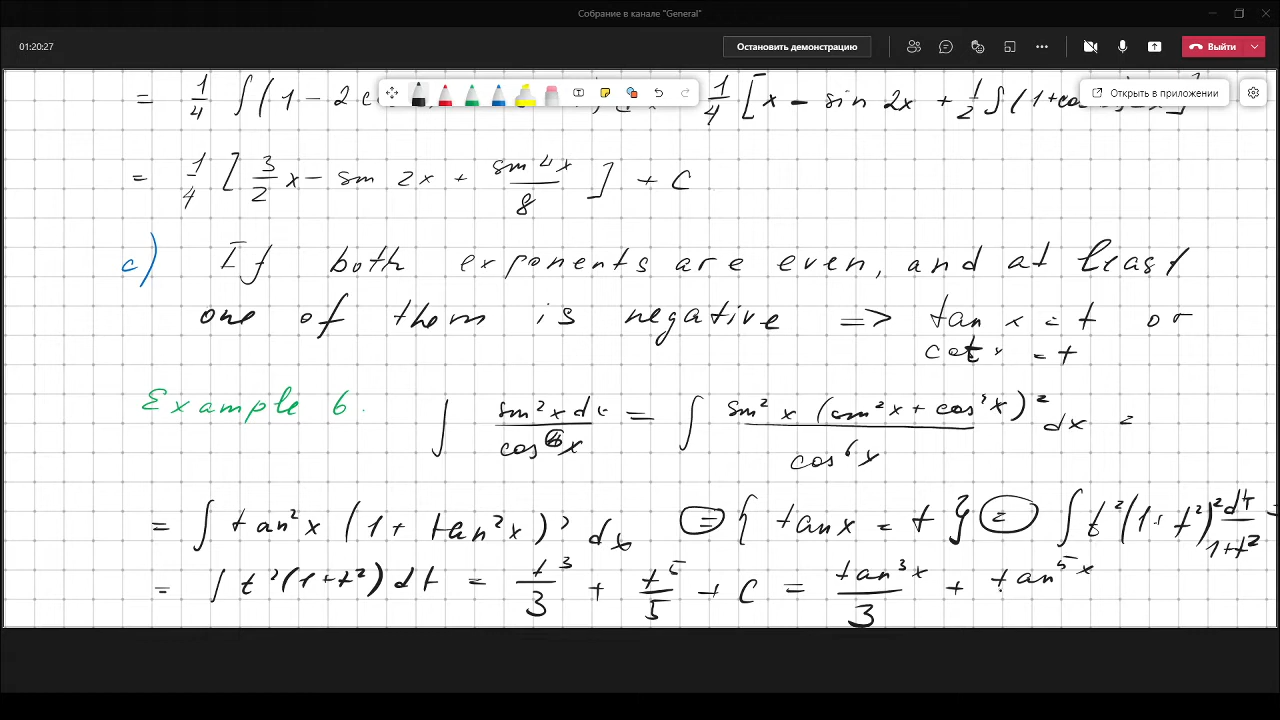 Собрание в канале "General"
01:20:27
Остановить демонстрацию
Выйти
Открыть в приложении
= 1/4 ∫(1 - 2 = 1/4 [x - sin 2x + 1/2 ∫(1+cos
= 1/4 [3/2 x - sin 2x + sin 4x/8] + C
c) If both exponents are even, and at least
one of them is negative => tan x = t or
cot x = t
Example 6.
∫ sin²x dx/cos⁶x = ∫ sin²x (sin²x + cos²x)²/cos⁶x dx =
= ∫ tan²x (1 + tan²x)² dx = { tan x = t } = ∫ t²(1+t²)² dt/1+t² =
= ∫ t²(1+t²) dt = t³/3 + t⁵/5 + C = tan³x/3 + tan⁵x